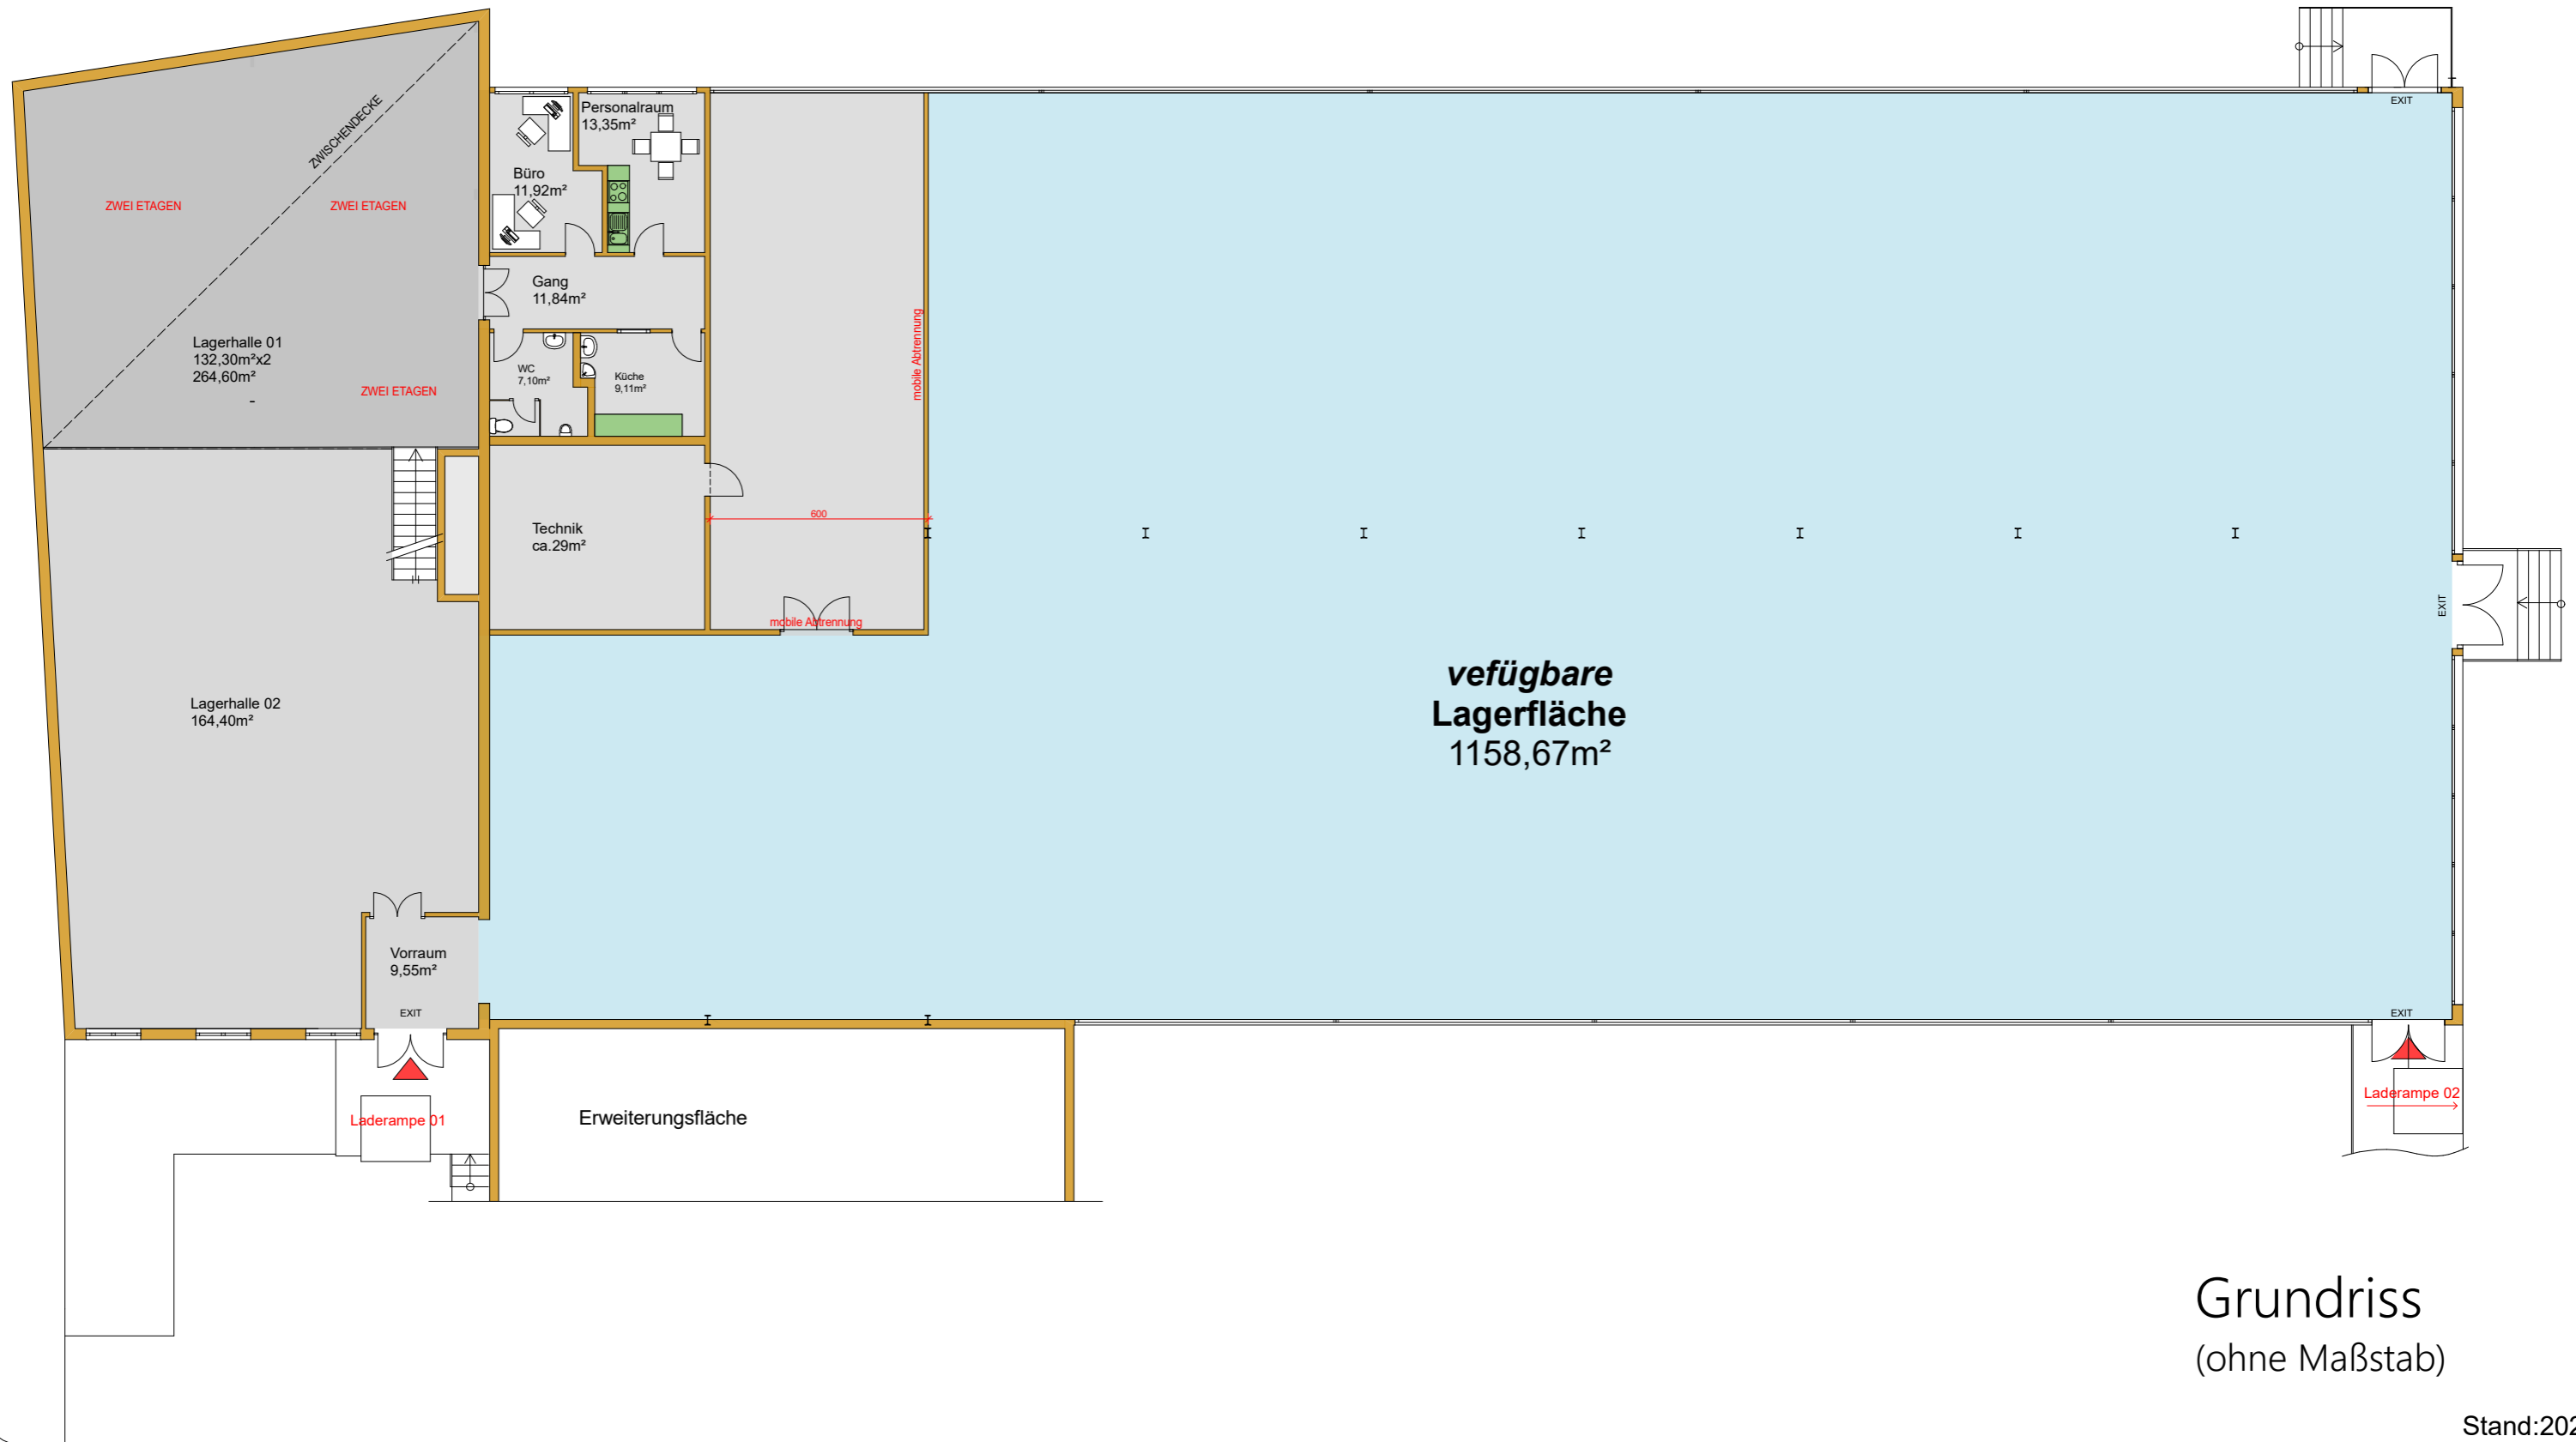 EXIT
Personalraum
13,35m²
ZWISCHENDECKE
Büro
11,92m²
ZWEI ETAGEN
ZWEI ETAGEN
Gang
11,84m²
Lagerhalle 01
132,30m²x2
264,60m²
-
mobile Abtrennung
WC
7,10m²
Küche
9,11m²
ZWEI ETAGEN
600
Technik
ca.29m²
EXIT
mobile Abtrennung
vefügbare
Lagerfläche
1158,67m²
Lagerhalle 02
164,40m²
Vorraum
9,55m²
EXIT
EXIT
Laderampe 01
Erweiterungsfläche
Laderampe 02
Grundriss
(ohne Maßstab)
Stand:202